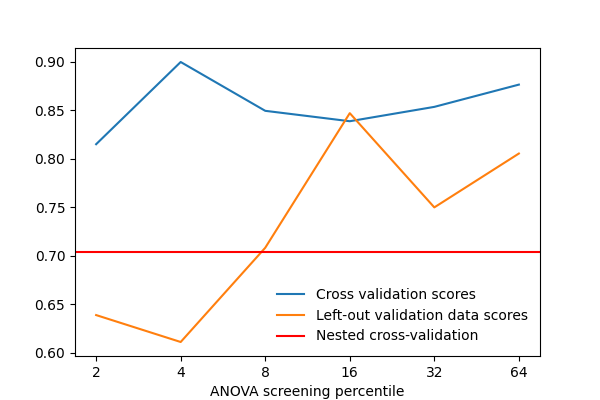 0.90
0.85
0.80
0.75
0.70
0.65
0.60
Cross validation scores
Left-out validation data scores
Nested cross-validation
2 4 8 16 32 64
ANOVA screening percentile